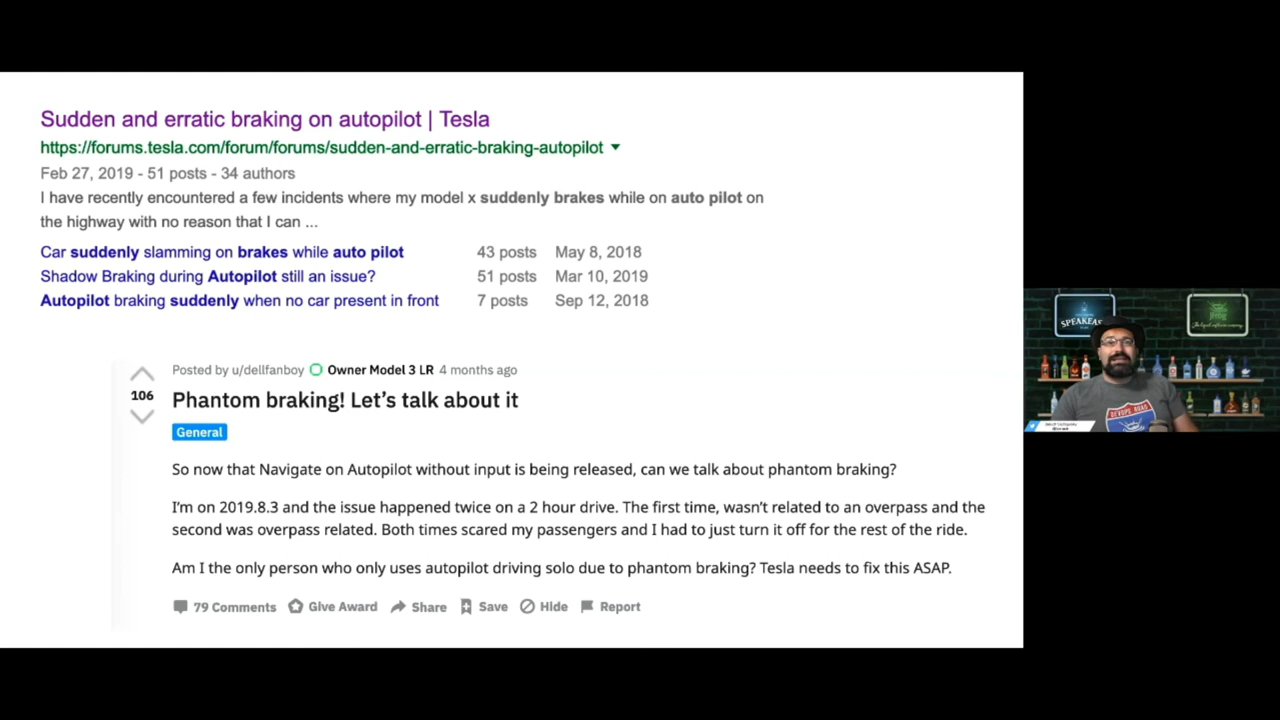 Sudden and erratic braking on autopilot | Tesla
https://forums.tesla.com/forum/forums/sudden-and-erratic-braking-autopilot
Feb 27, 2019 - 51 posts - 34 authors
I have recently encountered a few incidents where my model x suddenly brakes while on auto pilot on
the highway with no reason that I can ...
Car suddenly slamming on brakes while auto pilot 43 posts May 8, 2018
Shadow Braking during Autopilot still an issue? 51 posts Mar 10, 2019
Autopilot braking suddenly when no car present in front 7 posts Sep 12, 2018
Posted by u/dellfanboy Owner Model 3 LR 4 months ago
106
Phantom braking! Let's talk about it
General
So now that Navigate on Autopilot without input is being released, can we talk about phantom braking?
I'm on 2019.8.3 and the issue happened twice on a 2 hour drive. The first time, wasn't related to an overpass and the
second was overpass related. Both times scared my passengers and I had to just turn it off for the rest of the ride.
Am I the only person who only uses autopilot driving solo due to phantom braking? Tesla needs to fix this ASAP.
79 Comments Give Award Share Save Hide Report
DEVOPS ROAD